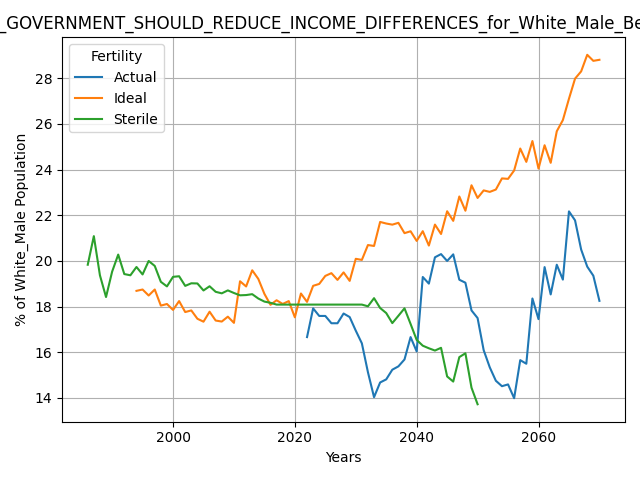 _GOVERNMENT_SHOULD_REDUCE_INCOME_DIFFERENCES_for_White_Male_Be
Fertility
Actual
Ideal
Sterile
% of White_Male Population
28
26
24
22
20
18
16
14
2000 2020 2040 2060
Years